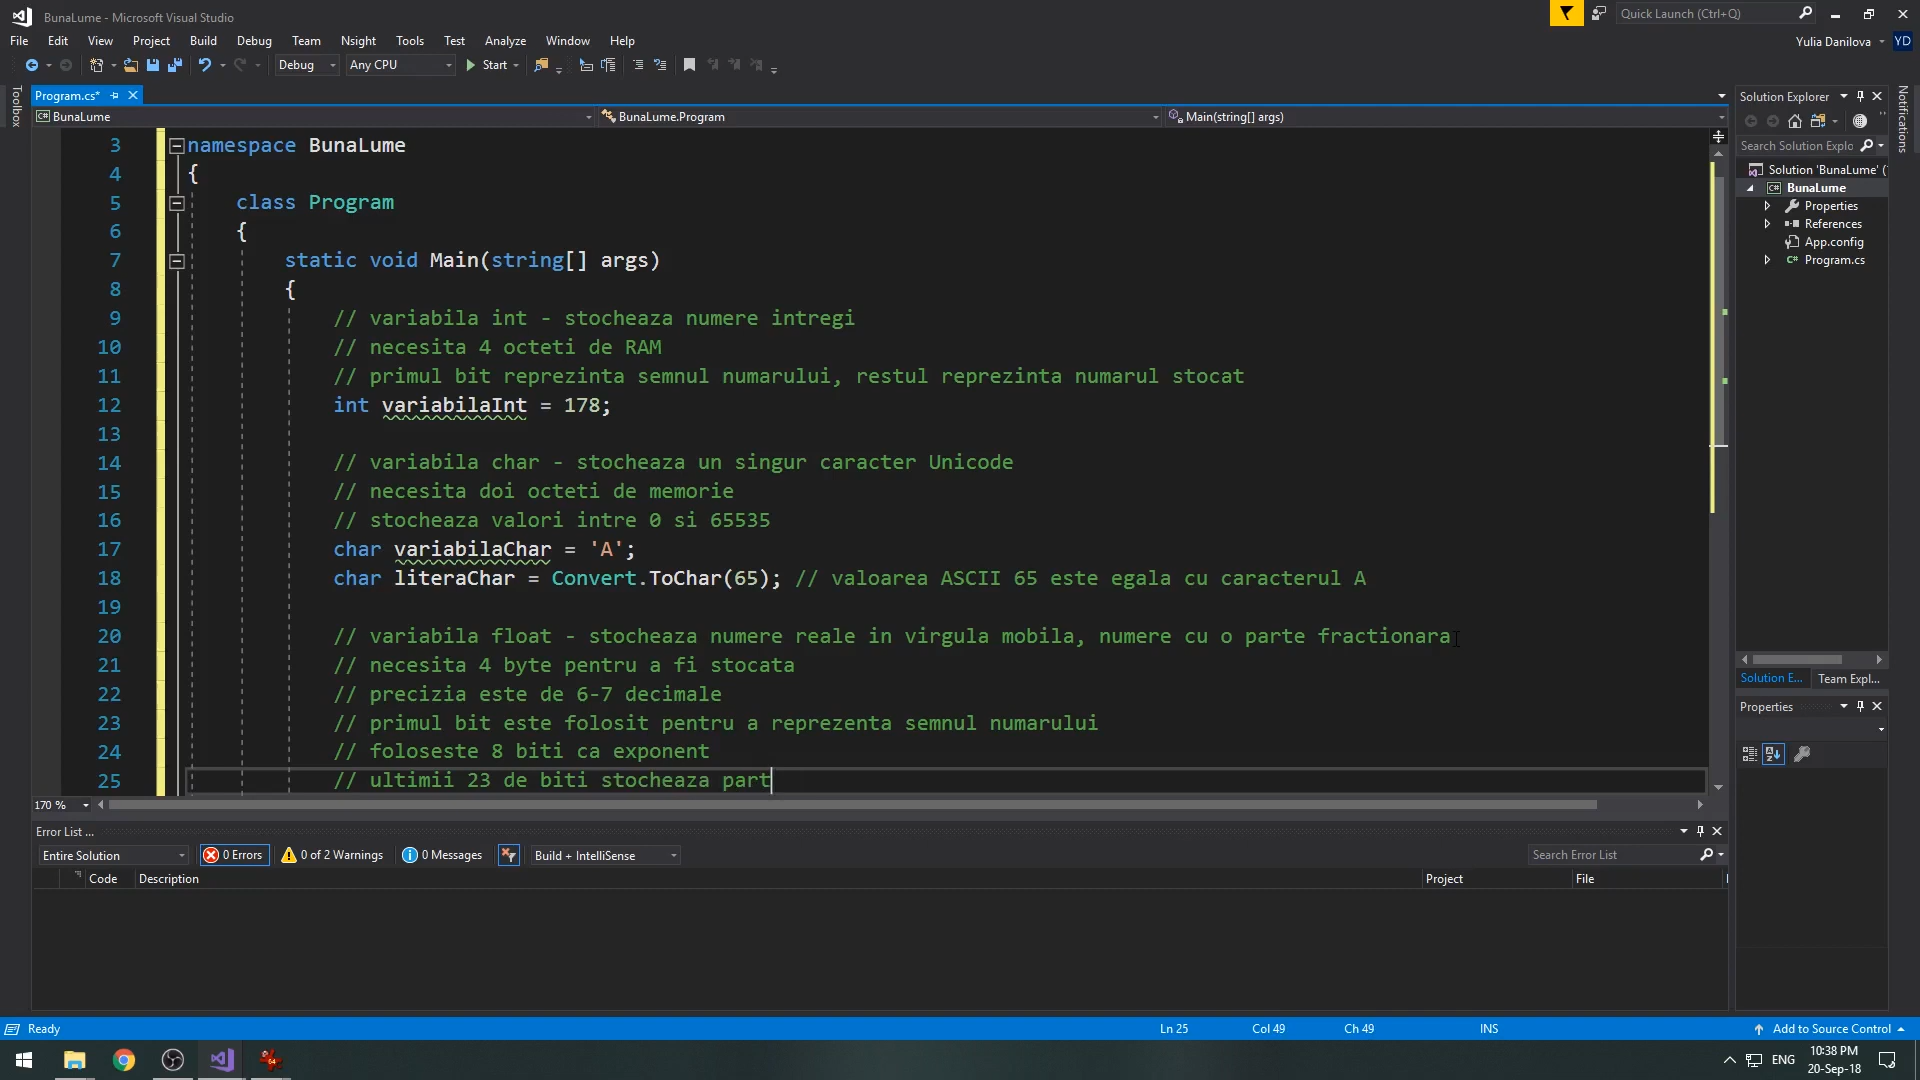 BunaLume - Microsoft Visual Studio
Quick Launch (Ctrl+Q)
File Edit View Project Build Debug Team Nsight Tools Test Analyze Window Help
Yulia Danilova YD
Debug Any CPU Start
Toolbox
Program.cs*
Solution Explorer
Notifications
BunaLume BunaLume.Program Main(string[] args)
Search Solution Explo
Solution 'BunaLume' (
BunaLume
Properties
References
App.config
Program.cs
3 namespace BunaLume
4 {
5 class Program
6 {
7 static void Main(string[] args)
8 {
9 // variabila int - stocheaza numere intregi
10 // necesita 4 octeti de RAM
11 // primul bit reprezinta semnul numarului, restul reprezinta numarul stocat
12 int variabilaInt = 178;
13
14 // variabila char - stocheaza un singur caracter Unicode
15 // necesita doi octeti de memorie
16 // stocheaza valori intre 0 si 65535
17 char variabilaChar = 'A';
18 char literaChar = Convert.ToChar(65); // valoarea ASCII 65 este egala cu caracterul A
19
20 // variabila float - stocheaza numere reale in virgula mobila, numere cu o parte fractionara
21 // necesita 4 byte pentru a fi stocata
22 // precizia este de 6-7 decimale
23 // primul bit este folosit pentru a reprezenta semnul numarului
24 // foloseste 8 biti ca exponent
25 // ultimii 23 de biti stocheaza part
Solution E... Team Expl...
Properties
170 %
Error List ...
Entire Solution 0 Errors 0 of 2 Warnings 0 Messages Build + IntelliSense Search Error List
Code Description Project File
Ready Ln 25 Col 49 Ch 49 INS Add to Source Control
ENG 10:38 PM
20-Sep-18